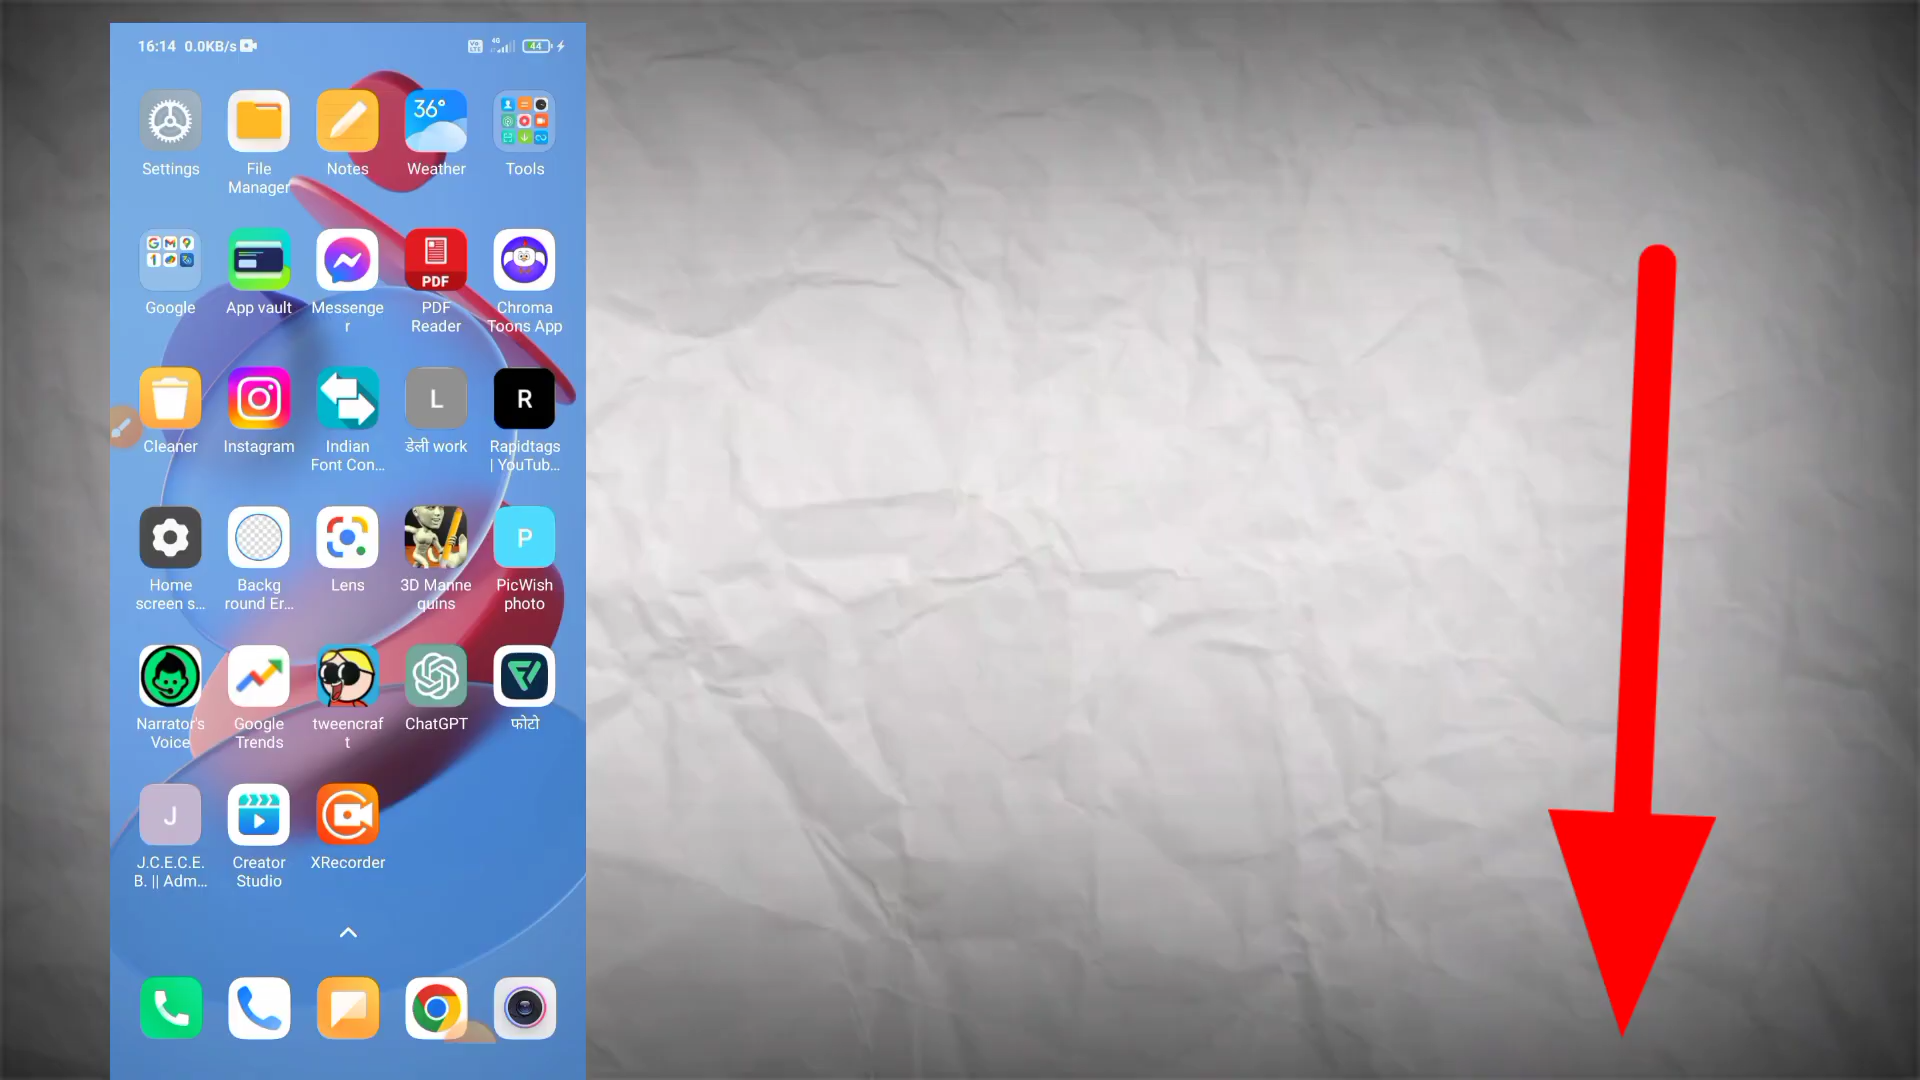 16:14 0.0KB/s
4G
44
36°
Settings
File
Manager
Notes
Weather
Tools
PDF
Google
App vault
Messenge
r
PDF
Reader
Chroma
Toons App
L
R
Cleaner
Instagram
Indian
Font Con...
डेली work
Rapidtags
| YouTub...
P
Home
screen s...
Backg
round Er...
Lens
3D Manne
quins
PicWish
photo
Narrator's
Voice
Google
Trends
tweencraf
t
ChatGPT
फोटो
J
J.C.E.C.E.
B. || Adm...
Creator
Studio
XRecorder